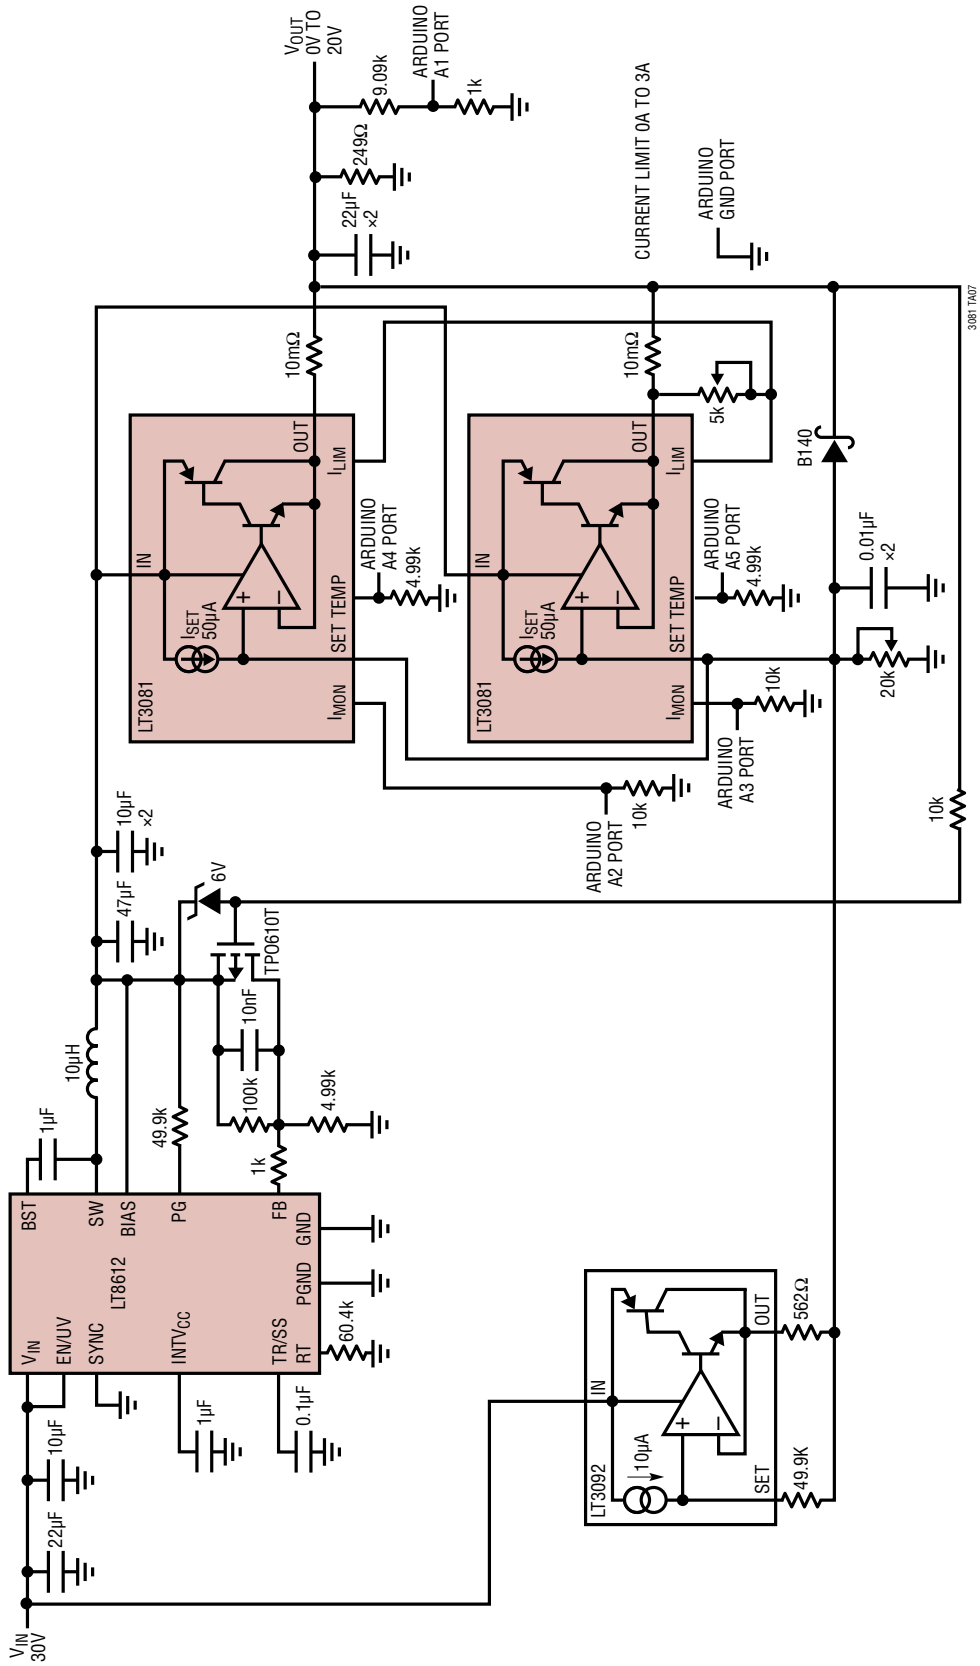 VIN
30V
22µF
10µF
VIN
EN/UV
SYNC
INTVCC
TR/SS
RT
LT8612
BST
SW
BIAS
PG
FB
GND
PGND
1µF
0.1µF
60.4k
1µF
10µH
49.9k
1k
100k
10nF
4.99k
TPO610T
6V
47µF
10µF
×2
LT3081
IN
ISET
50µA
+
–
OUT
IMON
SET TEMP
ILIM
ARDUINO
A4 PORT
4.99k
10mΩ
22µF
×2
249Ω
VOUT
0V TO
20V
9.09k
ARDUINO
A1 PORT
1k
LT3081
IN
ISET
50µA
+
–
OUT
IMON
SET TEMP
ILIM
ARDUINO
A5 PORT
4.99k
10mΩ
5k
CURRENT LIMIT 0A TO 3A
ARDUINO
GND PORT
ARDUINO
A2 PORT
10k
ARDUINO
A3 PORT
10k
B140
0.01µF
×2
20k
10k
LT3092
IN
10µA
+
–
SET
OUT
49.9K
562Ω
3081 TA07